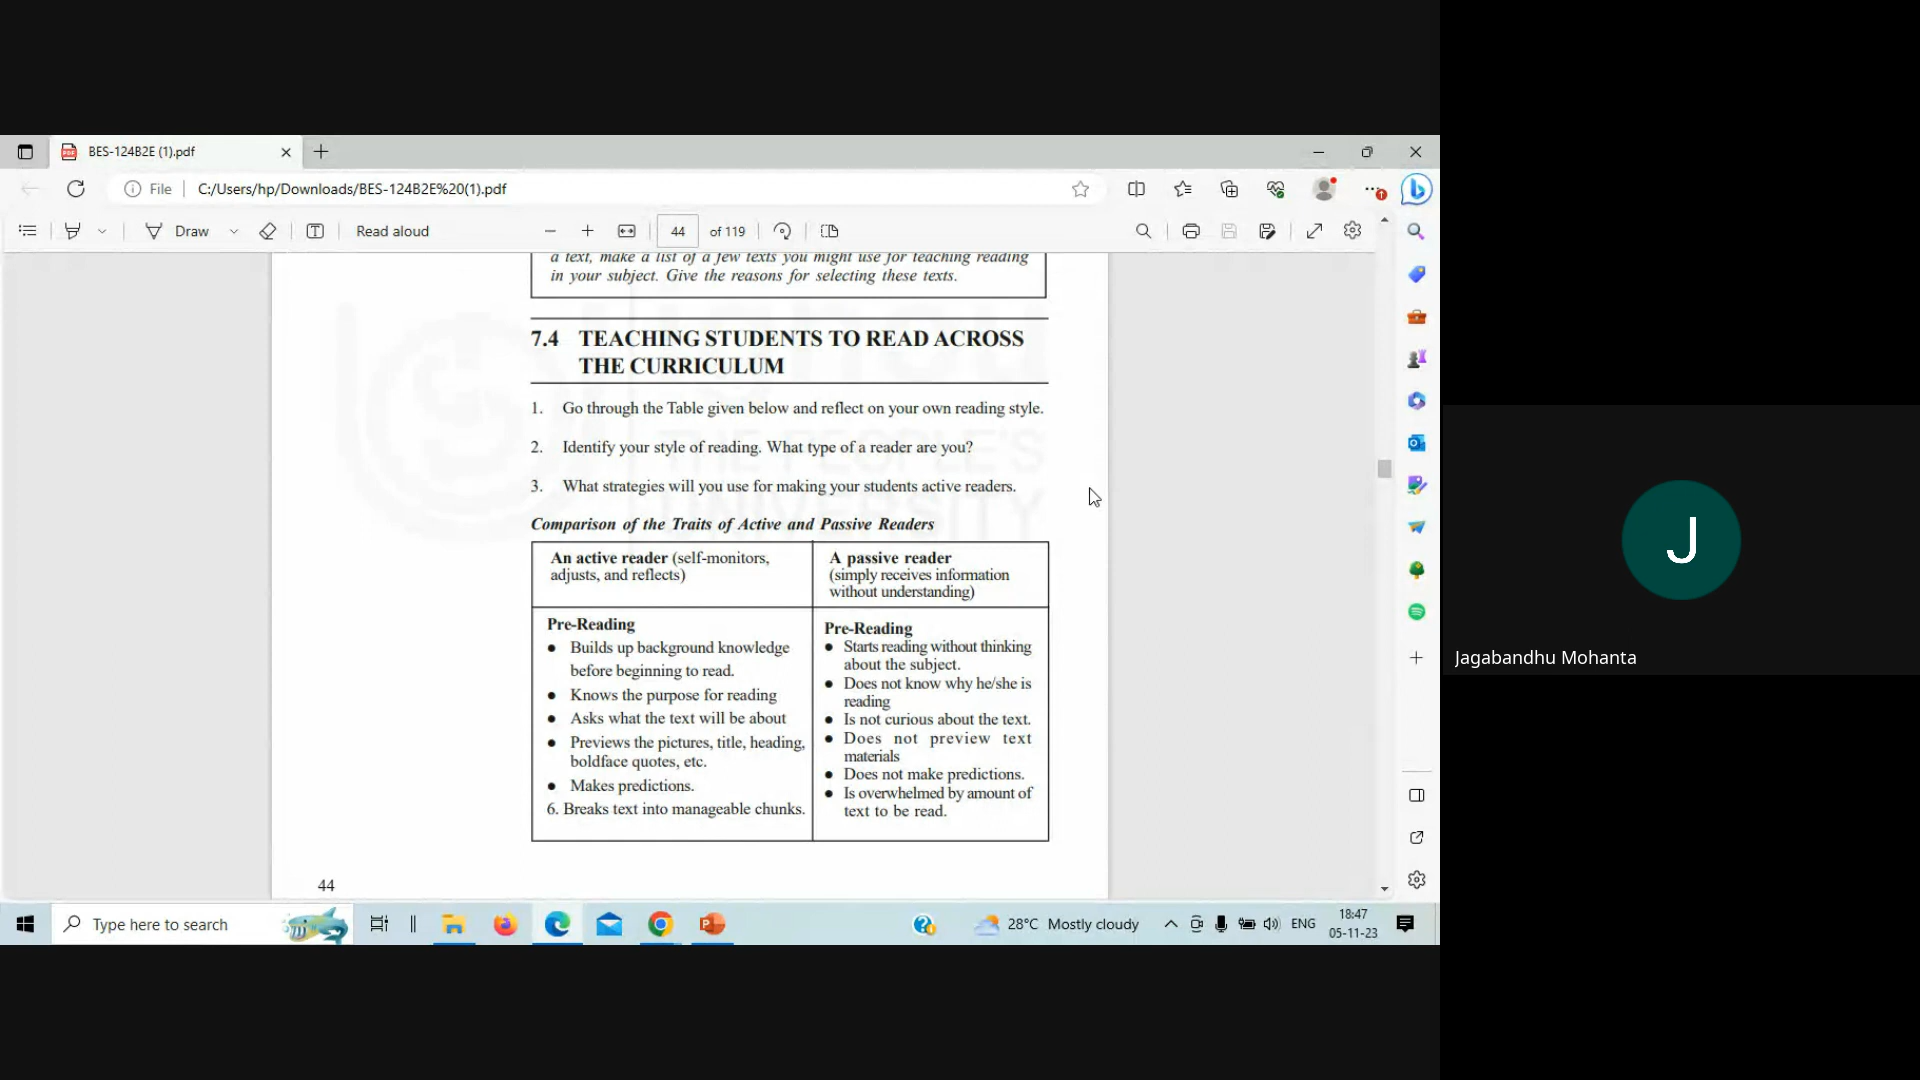 BES-124B2E (1).pdf
File
C:/Users/hp/Downloads/BES-124B2E%20(1).pdf
Draw
Read aloud
44
of 119
a text, make a list of a few texts you might use for teaching reading
in your subject. Give the reasons for selecting these texts.
7.4 TEACHING STUDENTS TO READ ACROSS
THE CURRICULUM
1. Go through the Table given below and reflect on your own reading style.
2. Identify your style of reading. What type of a reader are you?
3. What strategies will you use for making your students active readers.
THE PEOPLE'S
UNIVERSITY
Comparison of the Traits of Active and Passive Readers
An active reader (self-monitors,
adjusts, and reflects)
A passive reader
(simply receives information
without understanding)
Pre-Reading
● Builds up background knowledge
before beginning to read.
● Knows the purpose for reading
● Asks what the text will be about
● Previews the pictures, title, heading,
boldface quotes, etc.
● Makes predictions.
6. Breaks text into manageable chunks.
Pre-Reading
● Starts reading without thinking
about the subject.
● Does not know why he/she is
reading
● Is not curious about the text.
● Does not preview text
materials
● Does not make predictions.
● Is overwhelmed by amount of
text to be read.
44
J
Jagabandhu Mohanta
Type here to search
28°C Mostly cloudy
ENG
18:47
05-11-23